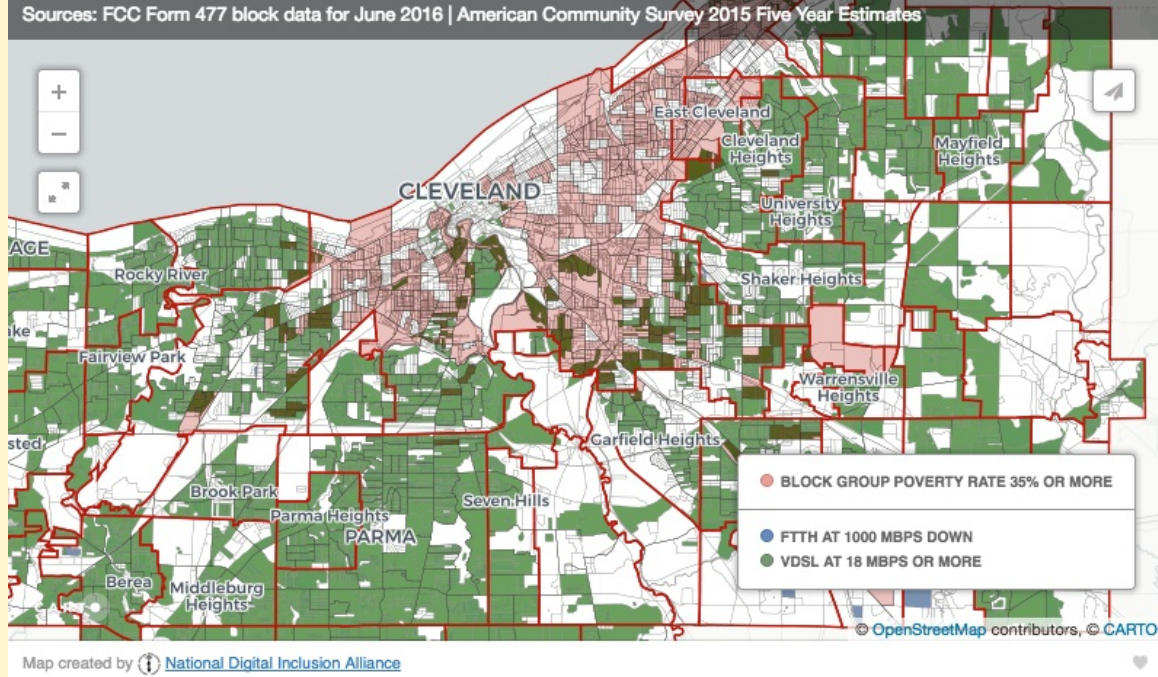 Sources: FCC Form 477 block data for June 2016 | American Community Survey 2015 Five Year Estimates
+
−
East Cleveland
Cleveland
Heights
Mayfield
Heights
CLEVELAND
University
Heights
AGE
Rocky River
Shaker Heights
ke
Fairview Park
Warrensville
Heights
sted
Garfield Heights
BLOCK GROUP POVERTY RATE 35% OR MORE
Brook Park
Seven Hills
Parma Heights
PARMA
FTTH AT 1000 MBPS DOWN
VDSL AT 18 MBPS OR MORE
Berea
Middleburg
Heights
© OpenStreetMap contributors, © CARTO
Map created by National Digital Inclusion Alliance